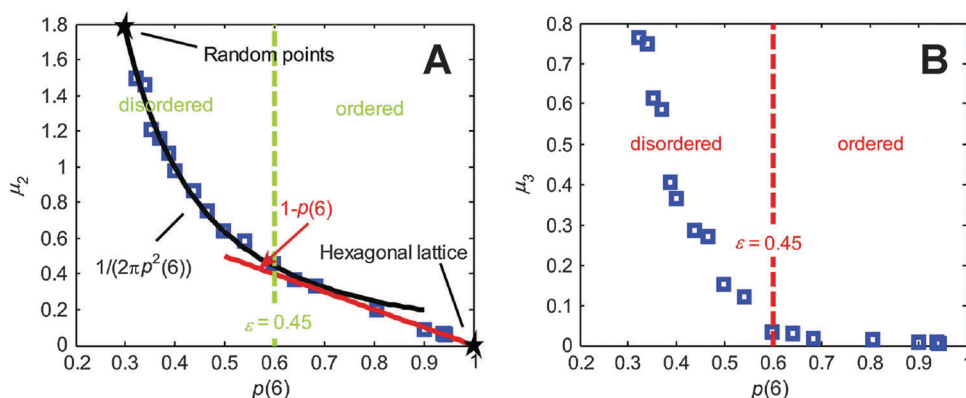 A
1.8
1.6
1.4
1.2
1
0.8
0.6
0.4
0.2
0
μ₂
0.2 0.3 0.4 0.5 0.6 0.7 0.8 0.9 1
p(6)
Random points
disordered
ordered
1-p(6)
Hexagonal lattice
1/(2πp²(6))
ε = 0.45
B
0.8
0.7
0.6
0.5
0.4
0.3
0.2
0.1
0
μ₃
0.2 0.3 0.4 0.5 0.6 0.7 0.8 0.9 1
p(6)
disordered
ordered
ε = 0.45